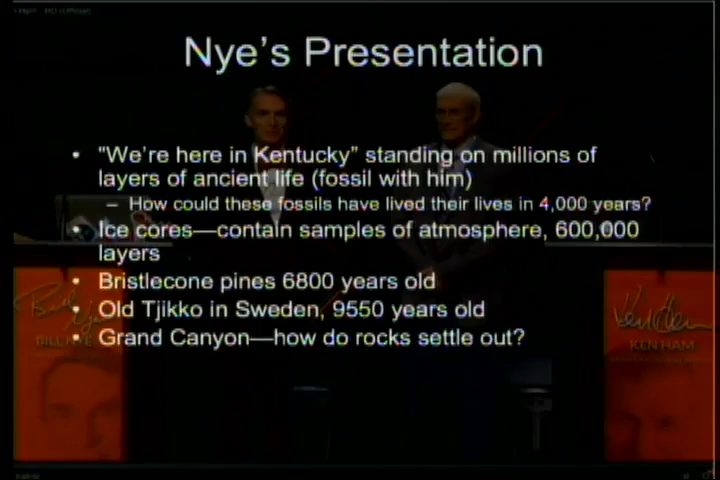 Nye's Presentation
• "We're here in Kentucky" standing on millions of
layers of ancient life (fossil with him)
– How could these fossils have lived their lives in 4,000 years?
• Ice cores—contain samples of atmosphere, 600,000
layers
• Bristlecone pines 6800 years old
• Old Tjikko in Sweden, 9550 years old
• Grand Canyon—how do rocks settle out?
BILL NYE
Ken Ham
KEN HAM